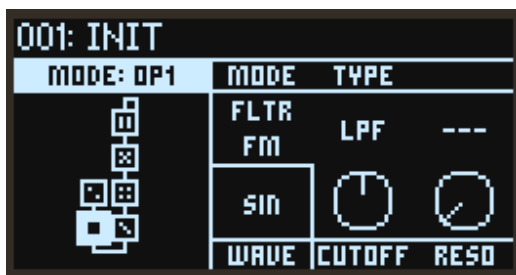 001: INIT
MODE: OP1 MODE TYPE
FLTR
FM LPF ---
SIN
WAVE CUTOFF RESO